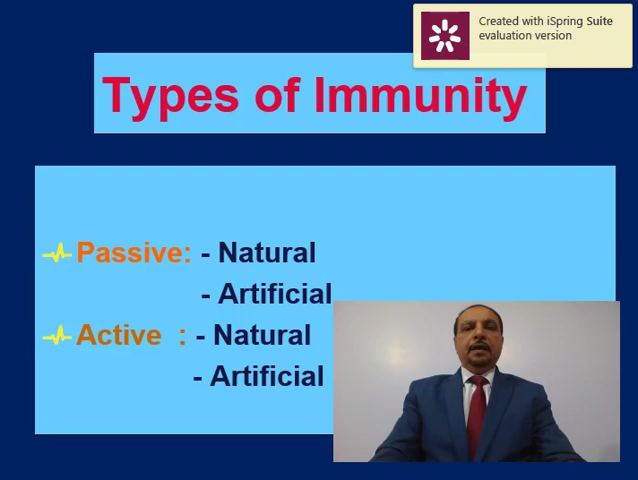 Created with iSpring Suite
evaluation version
Types of Immunity
Passive: - Natural
- Artificial
Active : - Natural
- Artificial